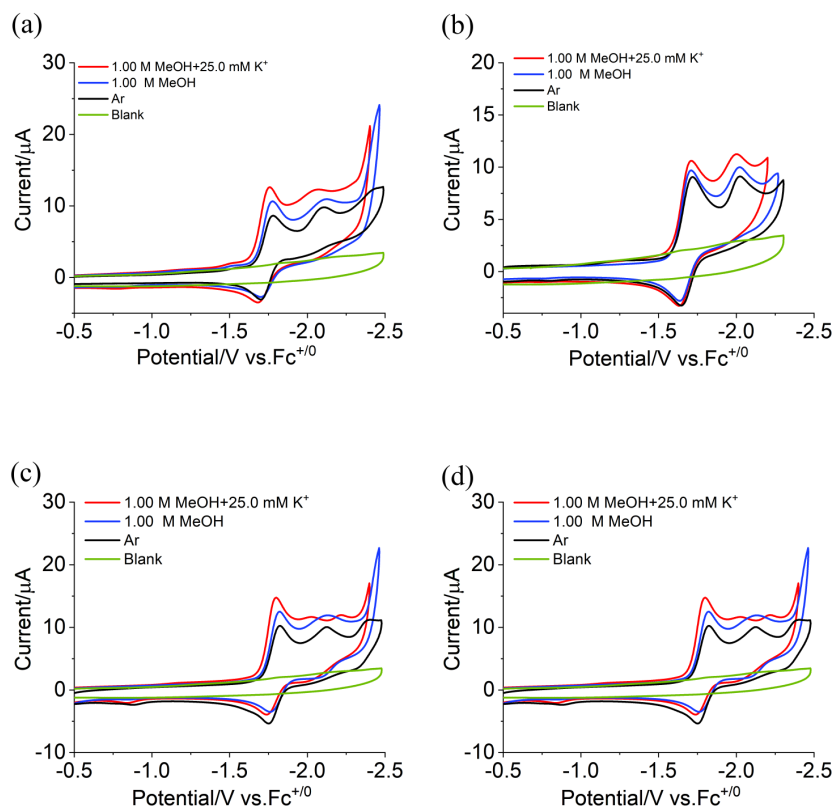 (a)
1.00 M MeOH+25.0 mM K⁺
1.00 M MeOH
Ar
Blank
30
20
10
0
-0.5 -1.0 -1.5 -2.0 -2.5
Current/μA
Potential/V vs.Fc⁺ᐟ⁰
(b)
1.00 M MeOH+25.0 mM K⁺
1.00 M MeOH
Ar
Blank
20
15
10
5
0
-5
-0.5 -1.0 -1.5 -2.0 -2.5
Current/μA
Potential/V vs.Fc⁺ᐟ⁰
(c)
1.00 M MeOH+25.0 mM K⁺
1.00 M MeOH
Ar
Blank
30
20
10
0
-10
-0.5 -1.0 -1.5 -2.0 -2.5
Current/μA
Potential/V vs.Fc⁺ᐟ⁰
(d)
1.00 M MeOH+25.0 mM K⁺
1.00 M MeOH
Ar
Blank
30
20
10
0
-10
-0.5 -1.0 -1.5 -2.0 -2.5
Current/μA
Potential/V vs.Fc⁺ᐟ⁰